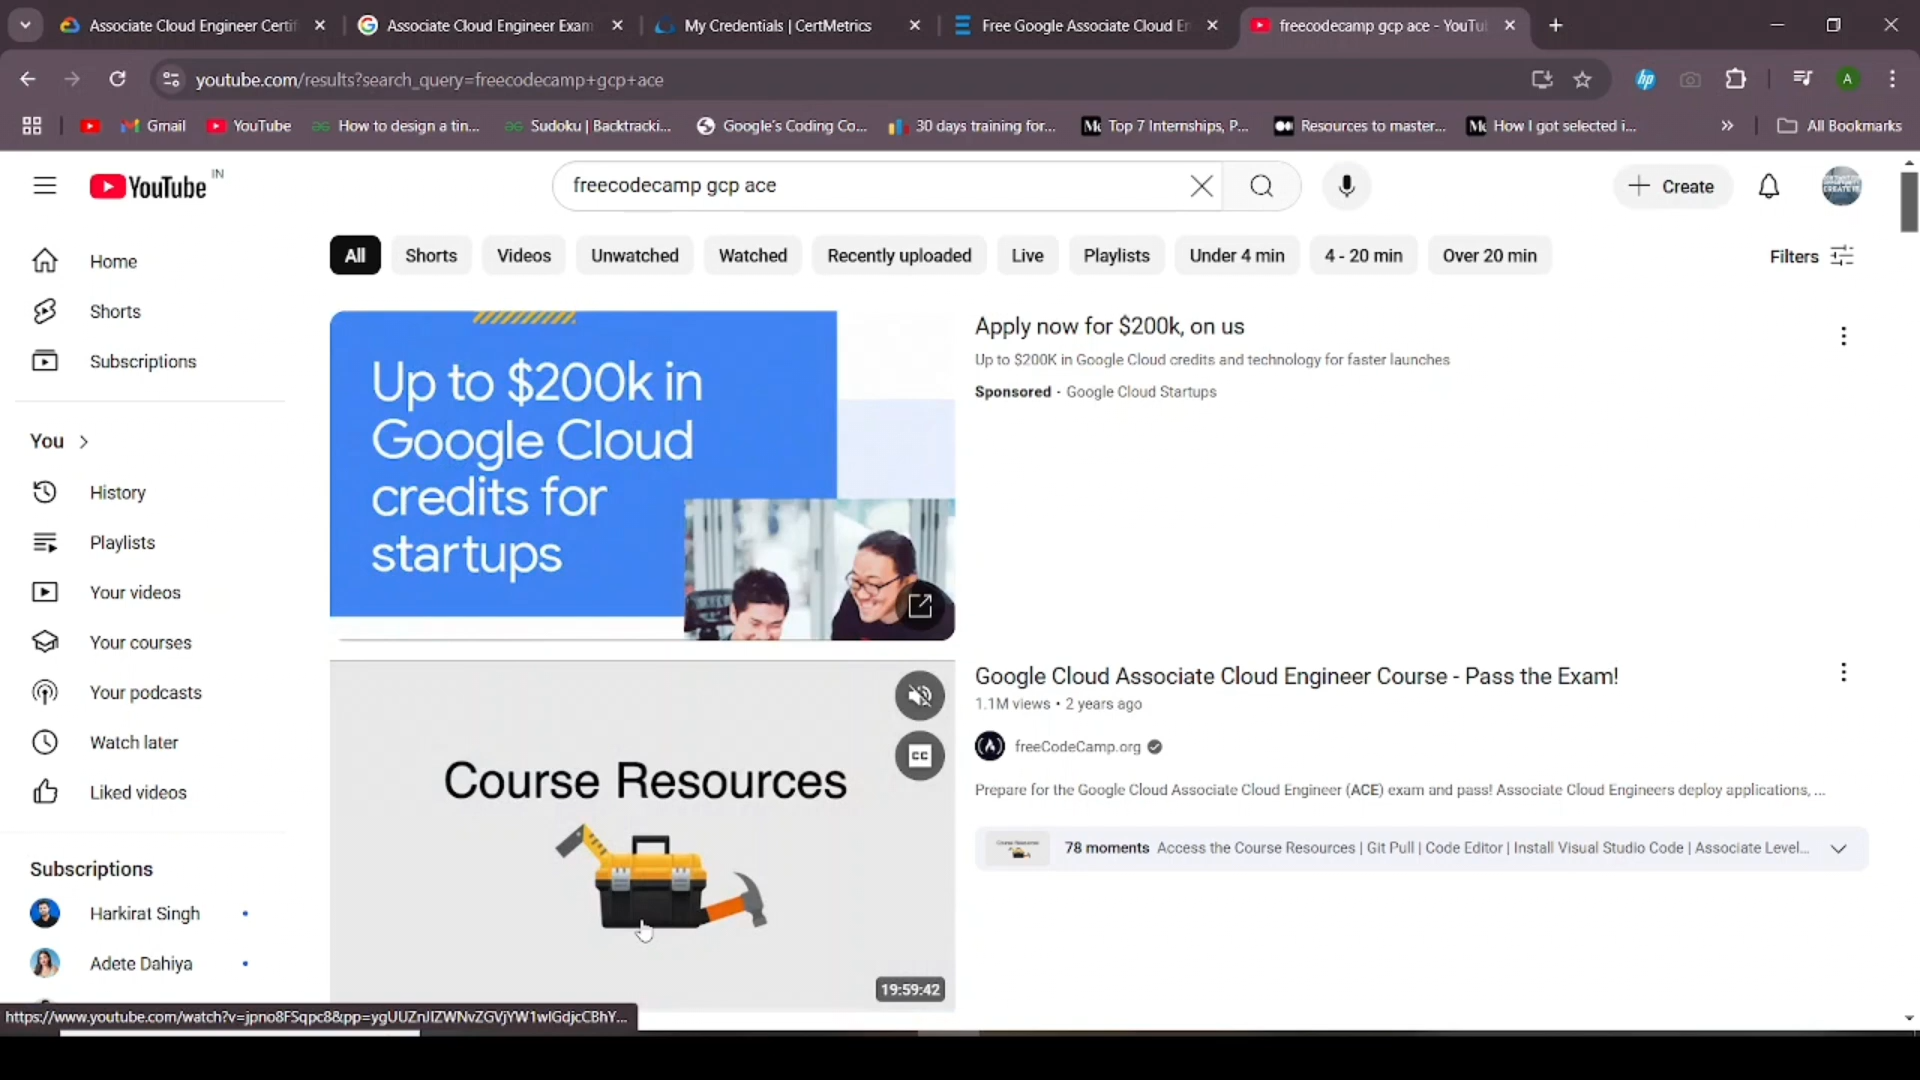 Associate Cloud Engineer Certif
Associate Cloud Engineer Exam
My Credentials | CertMetrics
Free Google Associate Cloud En
freecodecamp gcp ace - YouTu
youtube.com/results?search_query=freecodecamp+gcp+ace
hp
A
Gmail
YouTube
How to design a tin...
Sudoku | Backtracki...
Google's Coding Co...
30 days training for...
Top 7 Internships, P...
Resources to master...
How I got selected i...
All Bookmarks
YouTube IN
freecodecamp gcp ace
Create
Home
Shorts
Subscriptions
You
History
Playlists
Your videos
Your courses
Your podcasts
Watch later
Liked videos
Subscriptions
Harkirat Singh
Adete Dahiya
All
Shorts
Videos
Unwatched
Watched
Recently uploaded
Live
Playlists
Under 4 min
4 - 20 min
Over 20 min
Filters
Up to $200k in
Google Cloud
credits for
startups
Apply now for $200k, on us
Up to $200K in Google Cloud credits and technology for faster launches
Sponsored · Google Cloud Startups
Course Resources
CC
19:59:42
Google Cloud Associate Cloud Engineer Course - Pass the Exam!
1.1M views • 2 years ago
freeCodeCamp.org
Prepare for the Google Cloud Associate Cloud Engineer (ACE) exam and pass! Associate Cloud Engineers deploy applications, ...
78 moments Access the Course Resources | Git Pull | Code Editor | Install Visual Studio Code | Associate Level...